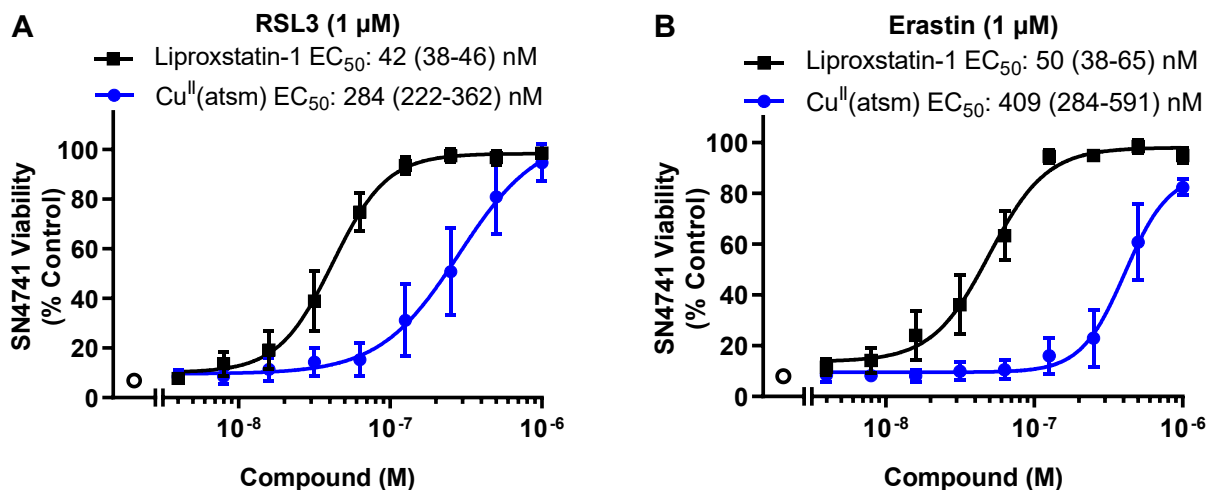 A
RSL3 (1 µM)
Liproxstatin-1 EC₅₀: 42 (38-46) nM
Cuᴵᴵ(atsm) EC₅₀: 284 (222-362) nM
SN4741 Viability
(% Control)
100
80
60
40
20
0
10⁻⁸
10⁻⁷
10⁻⁶
Compound (M)
B
Erastin (1 µM)
Liproxstatin-1 EC₅₀: 50 (38-65) nM
Cuᴵᴵ(atsm) EC₅₀: 409 (284-591) nM
SN4741 Viability
(% Control)
100
80
60
40
20
0
10⁻⁸
10⁻⁷
10⁻⁶
Compound (M)